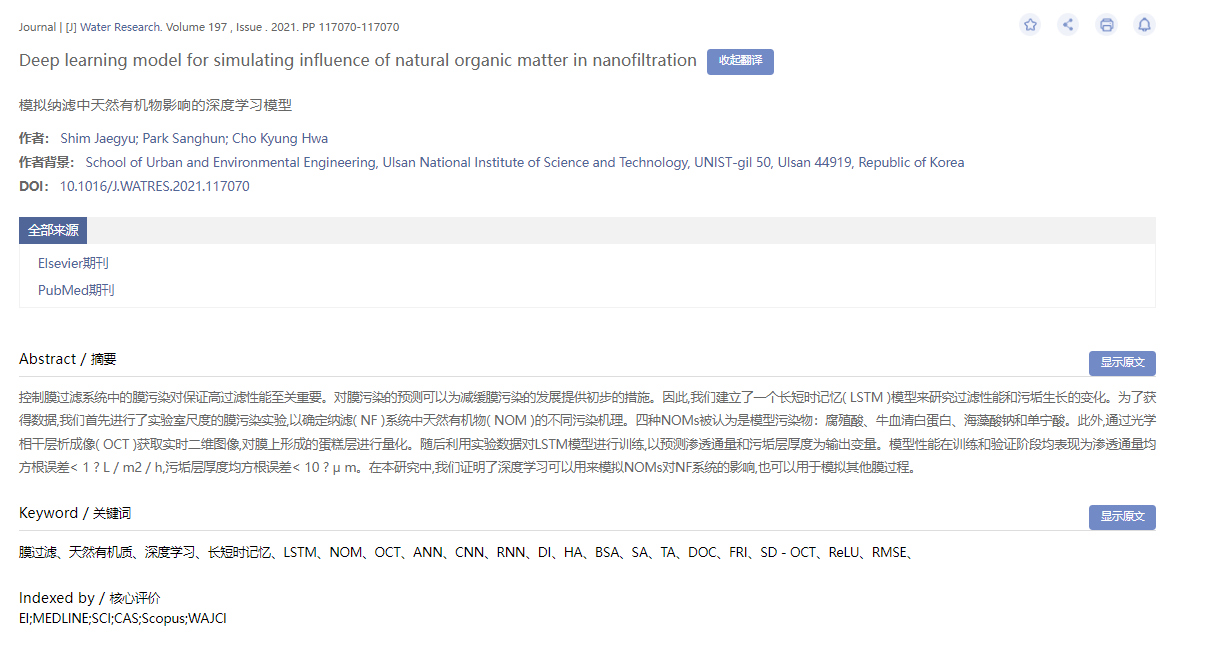 Journal | [J] Water Research. Volume 197 , Issue . 2021. PP 117070-117070
Deep learning model for simulating influence of natural organic matter in nanofiltration 收起翻译
模拟纳滤中天然有机物影响的深度学习模型
作者： Shim Jaegyu; Park Sanghun; Cho Kyung Hwa
作者背景： School of Urban and Environmental Engineering, Ulsan National Institute of Science and Technology, UNIST-gil 50, Ulsan 44919, Republic of Korea
DOI： 10.1016/J.WATRES.2021.117070
全部来源
Elsevier期刊
PubMed期刊
Abstract / 摘要
显示原文
控制膜过滤系统中的膜污染对保证高过滤性能至关重要。对膜污染的预测可以为减缓膜污染的发展提供初步的措施。因此,我们建立了一个长短时记忆( LSTM )模型来研究过滤性能和污垢生长的变化。为了获
得数据,我们首先进行了实验室尺度的膜污染实验,以确定纳滤( NF )系统中天然有机物( NOM )的不同污染机理。四种NOMs被认为是模型污染物：腐殖酸、牛血清白蛋白、海藻酸钠和单宁酸。此外,通过光学
相干层析成像( OCT )获取实时二维图像,对膜上形成的蛋糕层进行量化。随后利用实验数据对LSTM模型进行训练,以预测渗透通量和污垢层厚度为输出变量。模型性能在训练和验证阶段均表现为渗透通量均
方根误差< 1 ? L / m2 / h,污垢层厚度均方根误差< 10 ? μ m。在本研究中,我们证明了深度学习可以用来模拟NOMs对NF系统的影响,也可以用于模拟其他膜过程。
Keyword / 关键词
显示原文
膜过滤、天然有机质、深度学习、长短时记忆、LSTM、NOM、OCT、ANN、CNN、RNN、DI、HA、BSA、SA、TA、DOC、FRI、SD - OCT、ReLU、RMSE、
Indexed by / 核心评价
EI;MEDLINE;SCI;CAS;Scopus;WAJCI